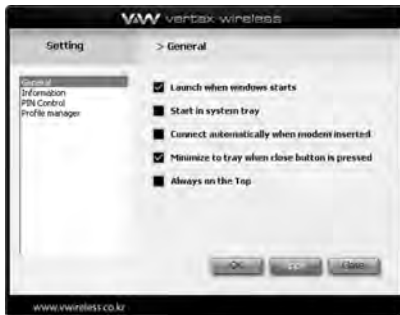 VWW vertex wireless
Setting
> General
General
Information
PIN Control
Profile manager
Launch when windows starts
Start in system tray
Connect automatically when modem inserted
Minimize to tray when close button is pressed
Always on the Top
OK
Close
www.vwireless.co.kr